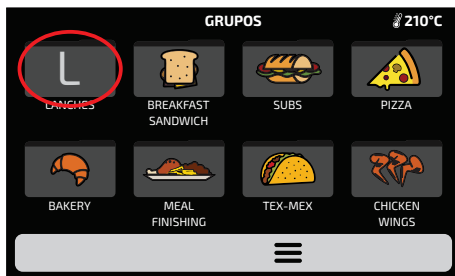 GRUPOS
210°C
L
LANCHES
BREAKFAST
SANDWICH
SUBS
PIZZA
BAKERY
MEAL
FINISHING
TEX-MEX
CHICKEN
WINGS